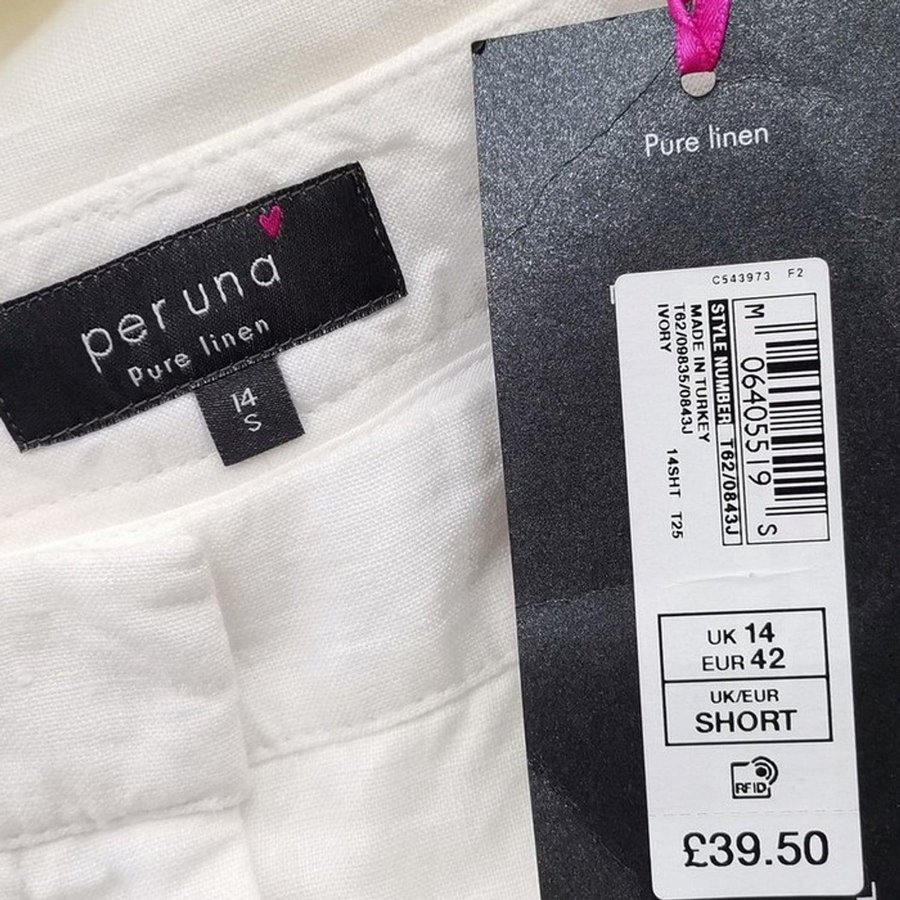 per una
Pure linen
14
S
Pure linen
C543973 F2
M 06405519 S
STYLE NUMBER T62/0843J
MADE IN TURKEY
T62/09835/0843J 14SHT T25
IVORY
UK 14
EUR 42
UK/EUR
SHORT
RFID
£39.50